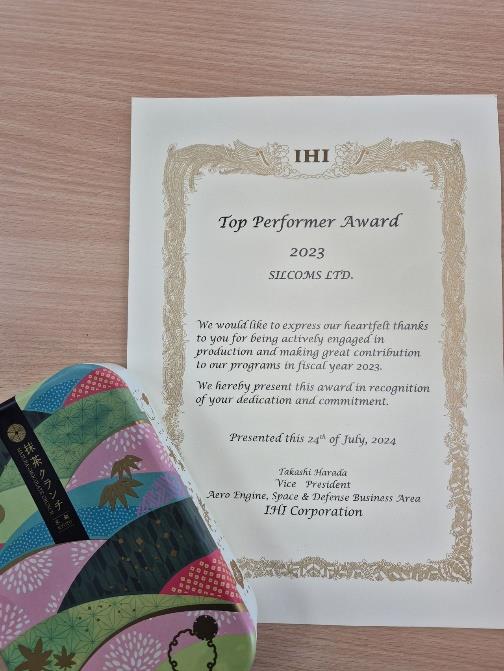 IHI
Top Performer Award
2023
SILCOMS LTD.
We would like to express our heartfelt thanks
to you for being actively engaged in
production and making great contribution
to our programs in fiscal year 2023.
We hereby present this award in recognition
of your dedication and commitment.
Presented this 24th of July, 2024
Takashi Harada
Vice President
Aero Engine, Space & Defense Business Area
IHI Corporation
抹茶クランチ